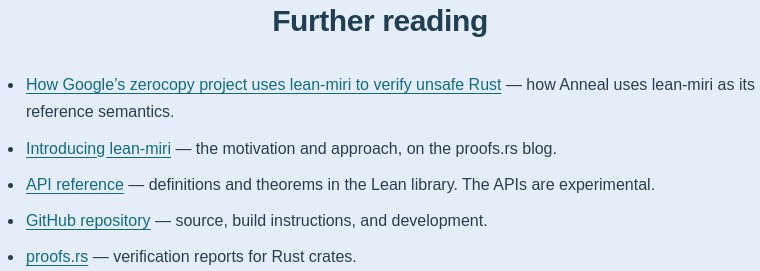 Further reading
• How Google’s zerocopy project uses lean-miri to verify unsafe Rust — how Anneal uses lean-miri as its
reference semantics.
• Introducing lean-miri — the motivation and approach, on the proofs.rs blog.
• API reference — definitions and theorems in the Lean library. The APIs are experimental.
• GitHub repository — source, build instructions, and development.
• proofs.rs — verification reports for Rust crates.